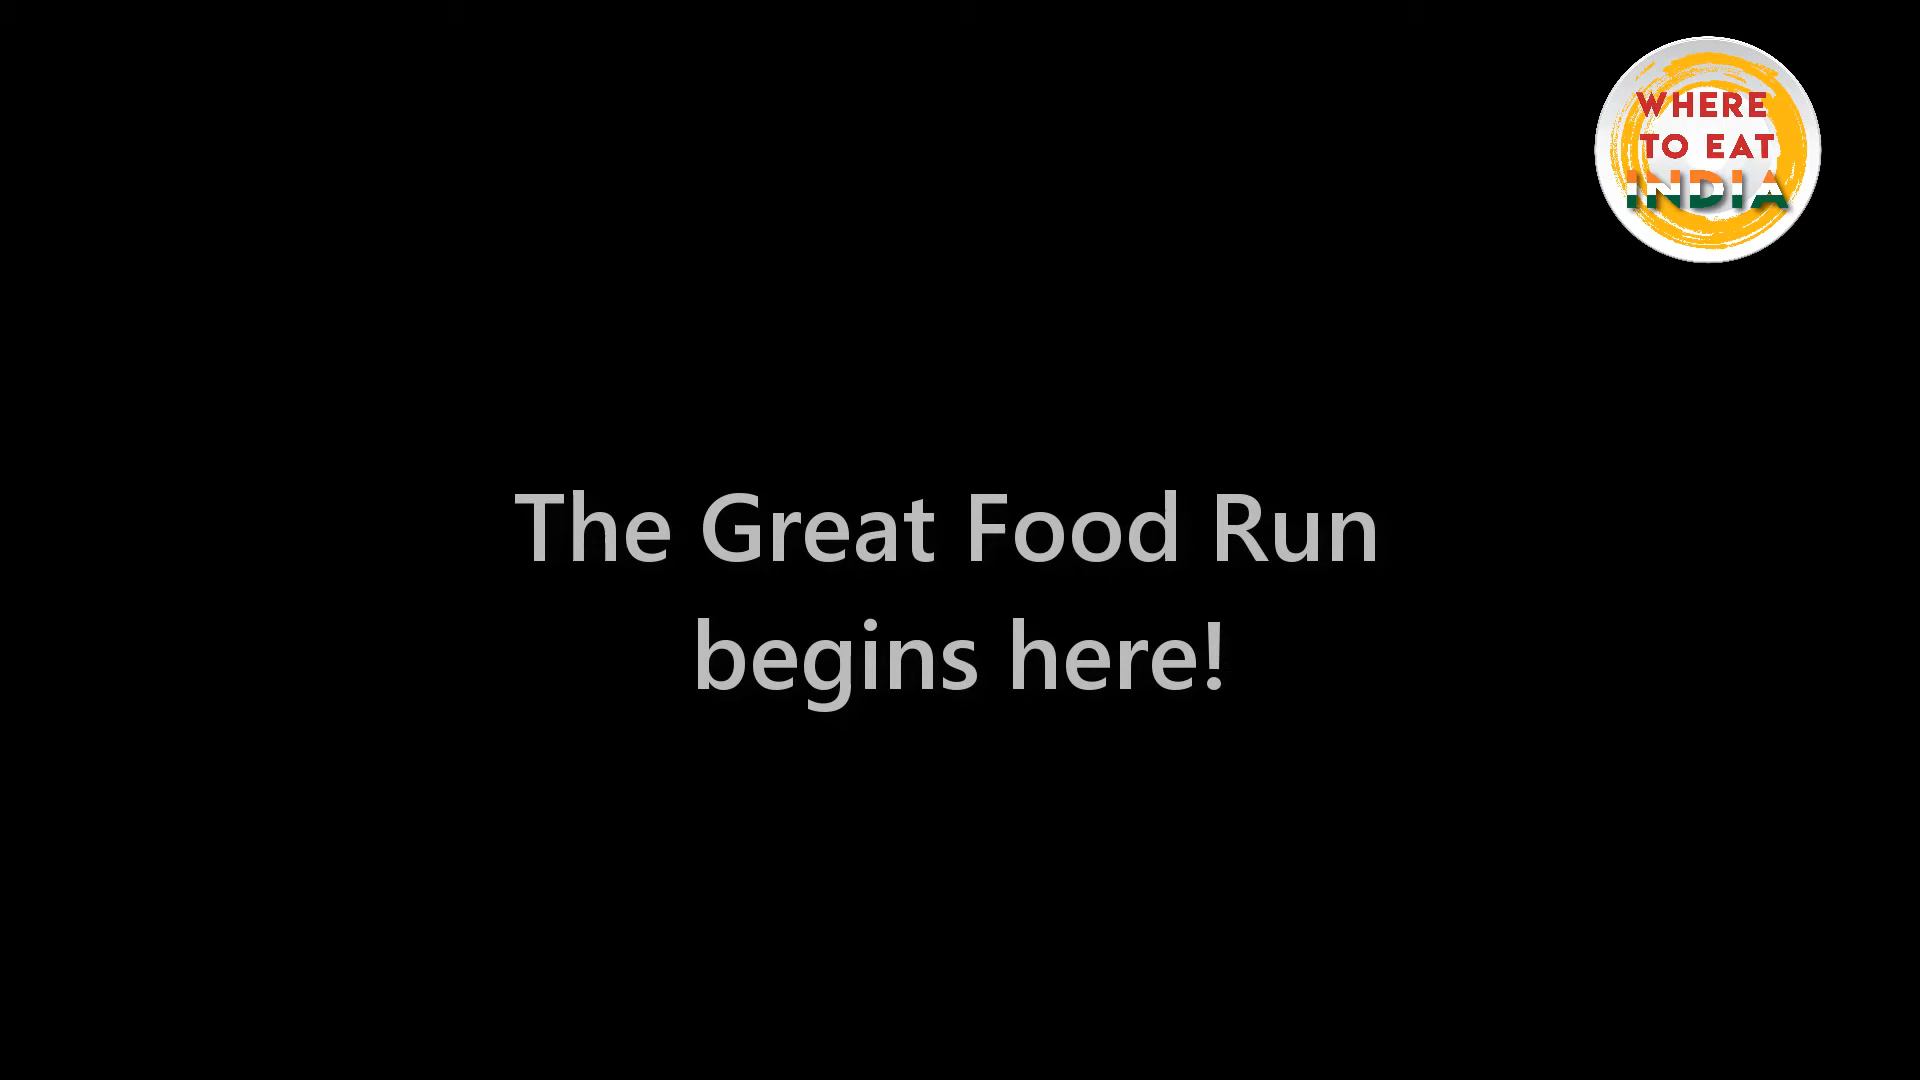 WHERE
TO EAT
INDIA
The Great Food Run
begins here!